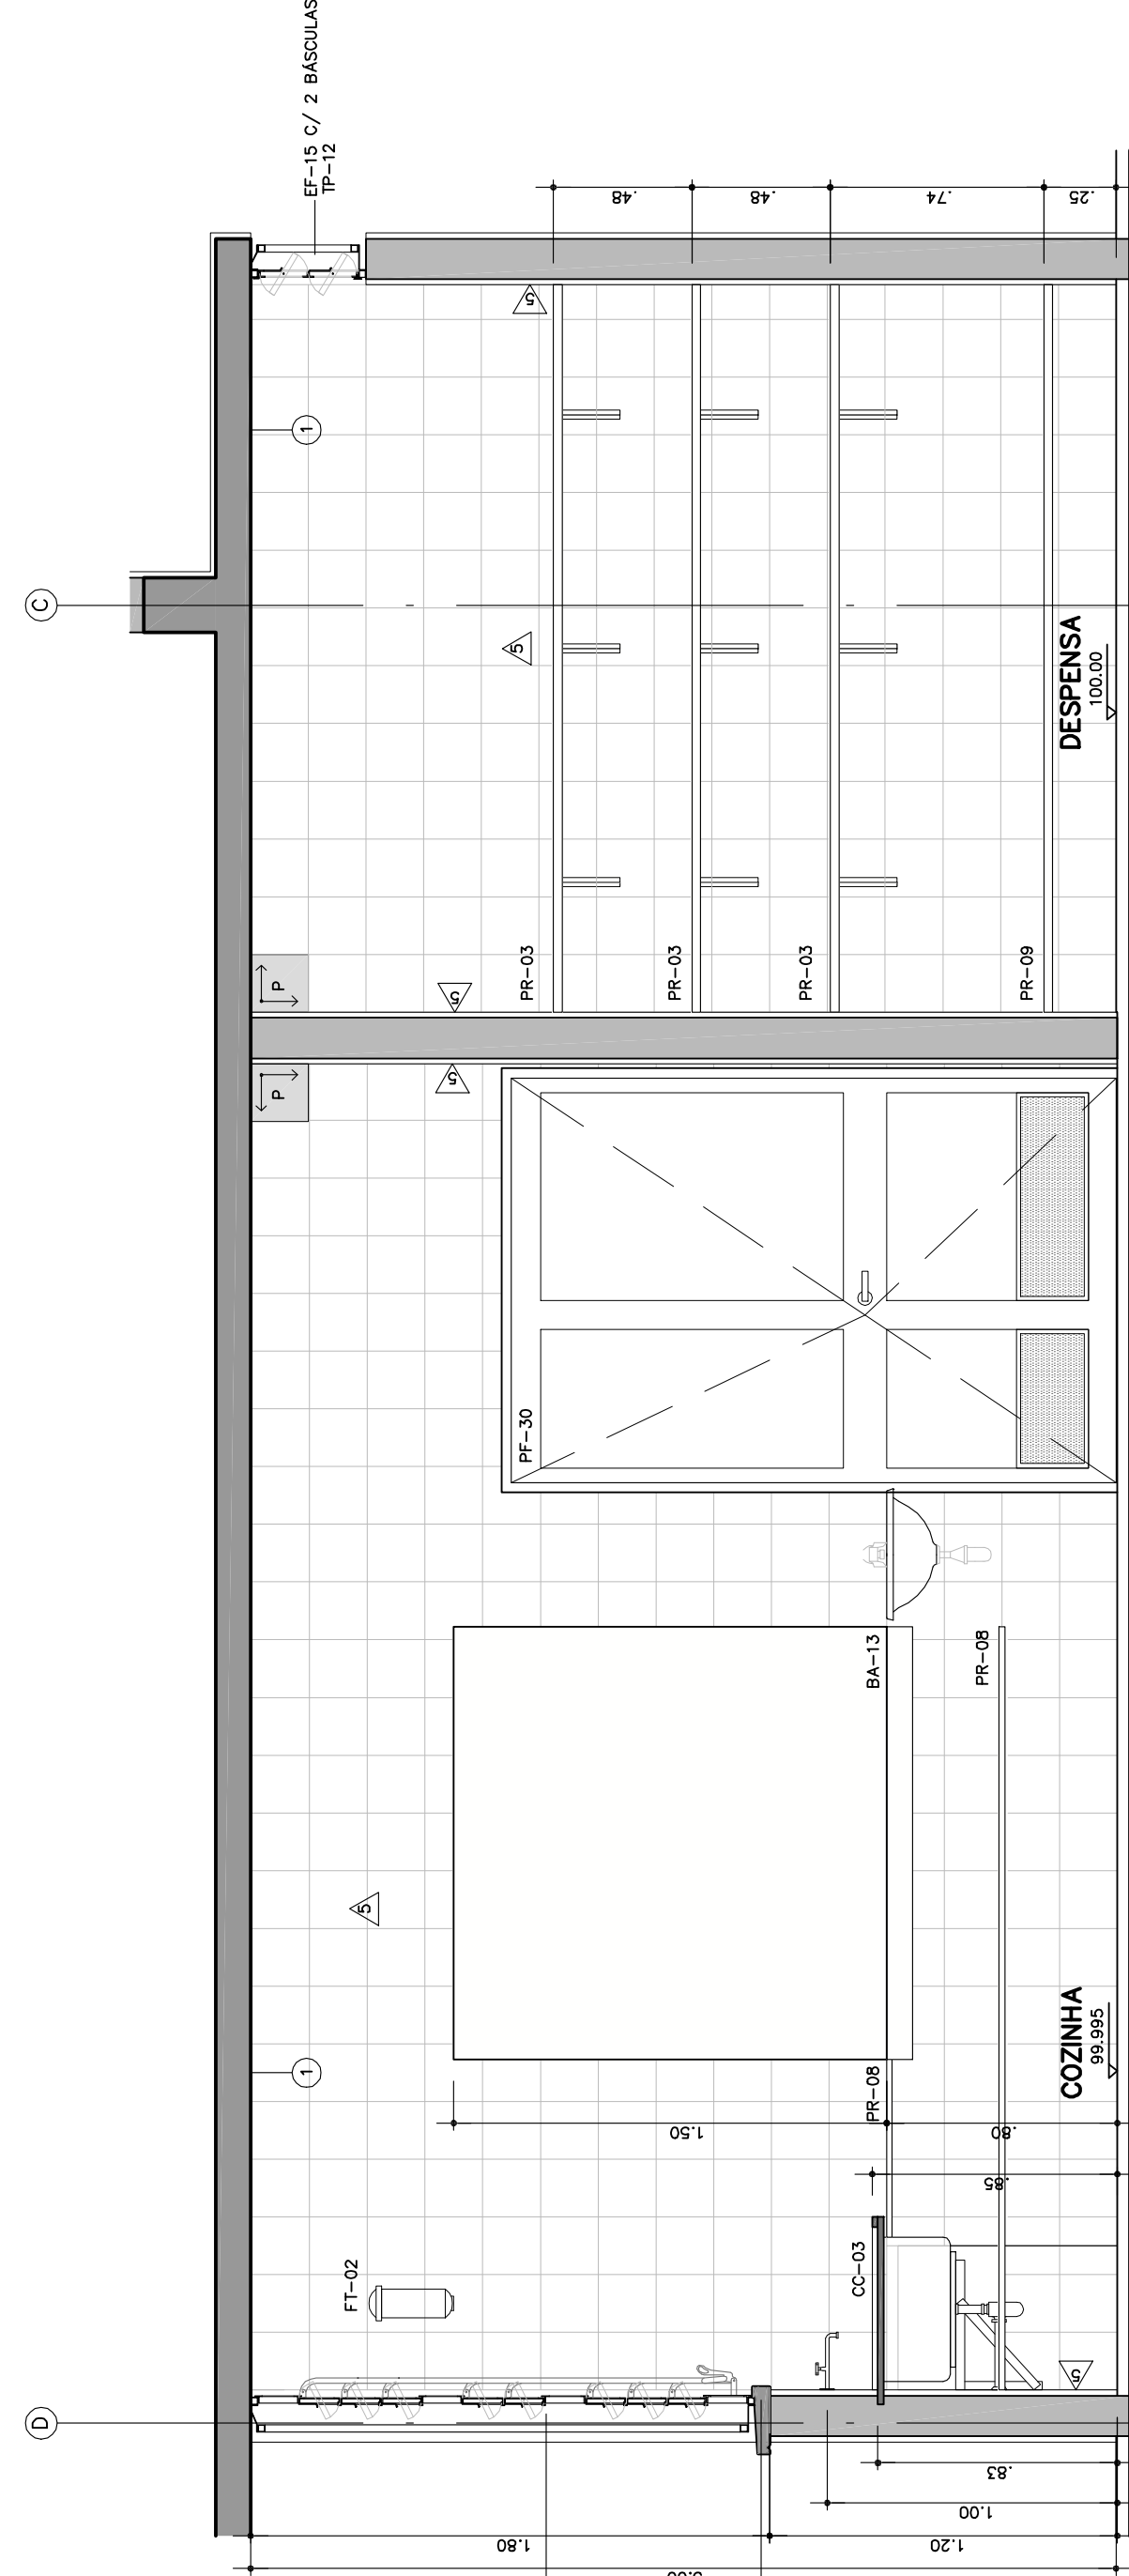 EF-15 C/ 2 BÁSCULAS
TP-12
.48
.48
.74
.25
5
1
C
5
DESPENSA
100.00
PR-03
PR-03
PR-03
PR-09
P
5
P
5
PF-30
BA-13
PR-08
5
1
COZINHA
99.995
PR-08
1.50
.80
.85
FT-02
CC-03
5
D
.83
1.00
1.80
1.20